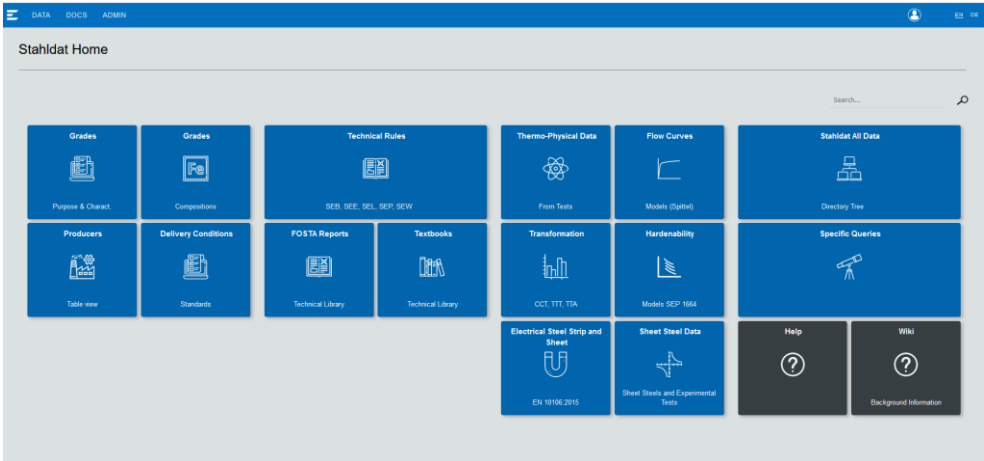 DATA DOCS ADMIN
EN DE
Stahldat Home
Search...
Grades
Purpose & Charact.
Grades
Fe
Compositions
Technical Rules
SEB, SEE, SEL, SEP, SEW
Thermo-Physical Data
From Tests
Flow Curves
Models (Spittel)
Stahldat All Data
Directory Tree
Producers
Table view
Delivery Conditions
Standards
FOSTA Reports
Technical Library
Textbooks
Technical Library
Transformation
CCT, TTT, TTA
Hardenability
Models SEP 1664
Specific Queries
Electrical Steel Strip and
Sheet
EN 10106:2015
Sheet Steel Data
Sheet Steels and Experimental
Tests
Help
?
Wiki
?
Background Information